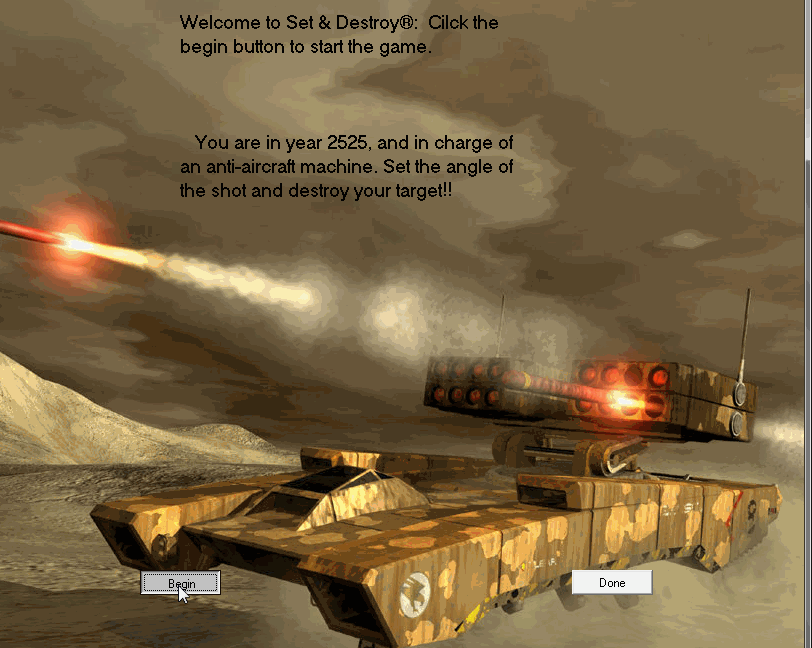 Welcome to Set & Destroy®:  Cilck the
begin button to start the game.
You are in year 2525, and in charge of
an anti-aircraft machine. Set the angle of
the shot and destroy your target!!
Begin
Done